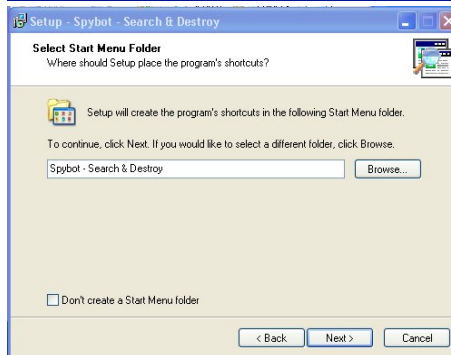 Setup - Spybot - Search & Destroy
Select Start Menu Folder
Where should Setup place the program's shortcuts?
Setup will create the program's shortcuts in the following Start Menu folder.
To continue, click Next. If you would like to select a different folder, click Browse.
Spybot - Search & Destroy
Browse...
Don't create a Start Menu folder
< Back
Next >
Cancel